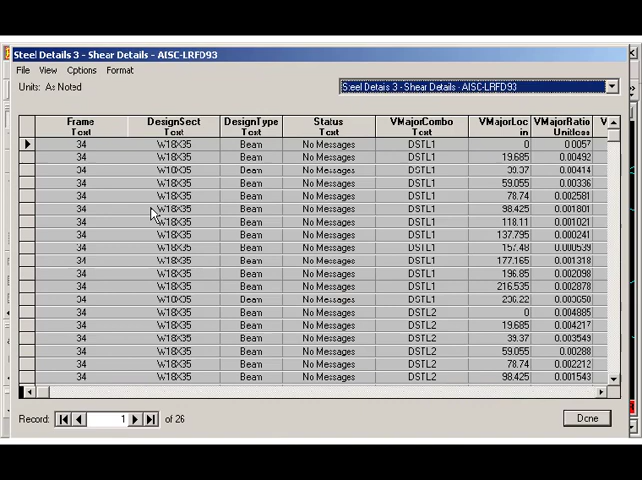 Steel Details 3 - Shear Details - AISC-LRFD93
File View Options Format
Units: As Noted
Steel Details 3 - Shear Details - AISC-LRFD93
Frame DesignSect DesignType Status VMajorCombo VMajorLoc VMajorRatio V
Text Text Text Text Text in Unitless
34 W18X35 Beam No Messages DSTL1 0 0.0057
34 W18X35 Beam No Messages DSTL1 19.685 0.00492
34 W18X35 Beam No Messages DSTL1 39.37 0.00414
34 W18X35 Beam No Messages DSTL1 59.055 0.00336
34 W18X35 Beam No Messages DSTL1 78.74 0.002581
34 W18X35 Beam No Messages DSTL1 98.425 0.001801
34 W18X35 Beam No Messages DSTL1 118.11 0.001021
34 W18X35 Beam No Messages DSTL1 137.795 0.000241
34 W18X35 Beam No Messages DSTL1 157.48 0.000539
34 W18X35 Beam No Messages DSTL1 177.165 0.001318
34 W18X35 Beam No Messages DSTL1 196.85 0.002098
34 W18X35 Beam No Messages DSTL1 216.535 0.002878
34 W18X35 Beam No Messages DSTL1 236.22 0.003658
34 W18X35 Beam No Messages DSTL2 0 0.004885
34 W18X35 Beam No Messages DSTL2 19.685 0.004217
34 W18X35 Beam No Messages DSTL2 39.37 0.003549
34 W18X35 Beam No Messages DSTL2 59.055 0.00288
34 W18X35 Beam No Messages DSTL2 78.74 0.002212
34 W18X35 Beam No Messages DSTL2 98.425 0.001543
Record: 1 of 26
Done